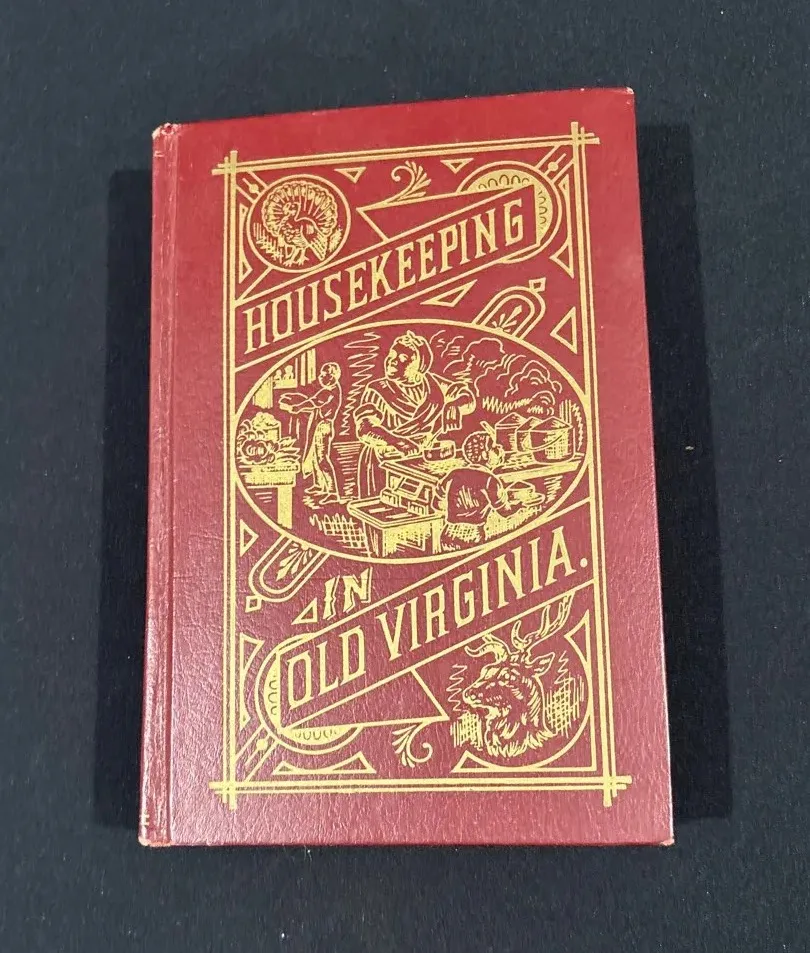 HOUSEKEEPING
IN
OLD VIRGINIA.